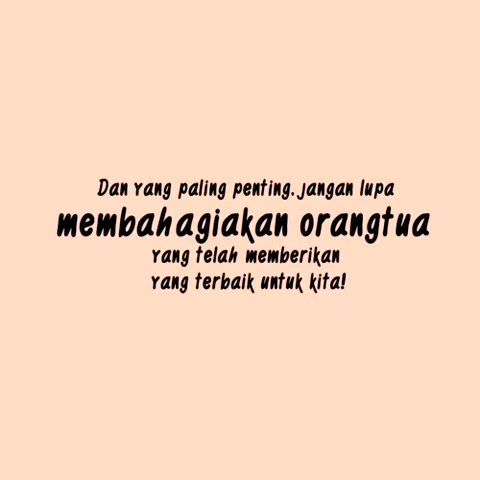 Dan yang paling penting, jangan lupa
membahagiakan orangtua
yang telah memberikan
yang terbaik untuk kita!